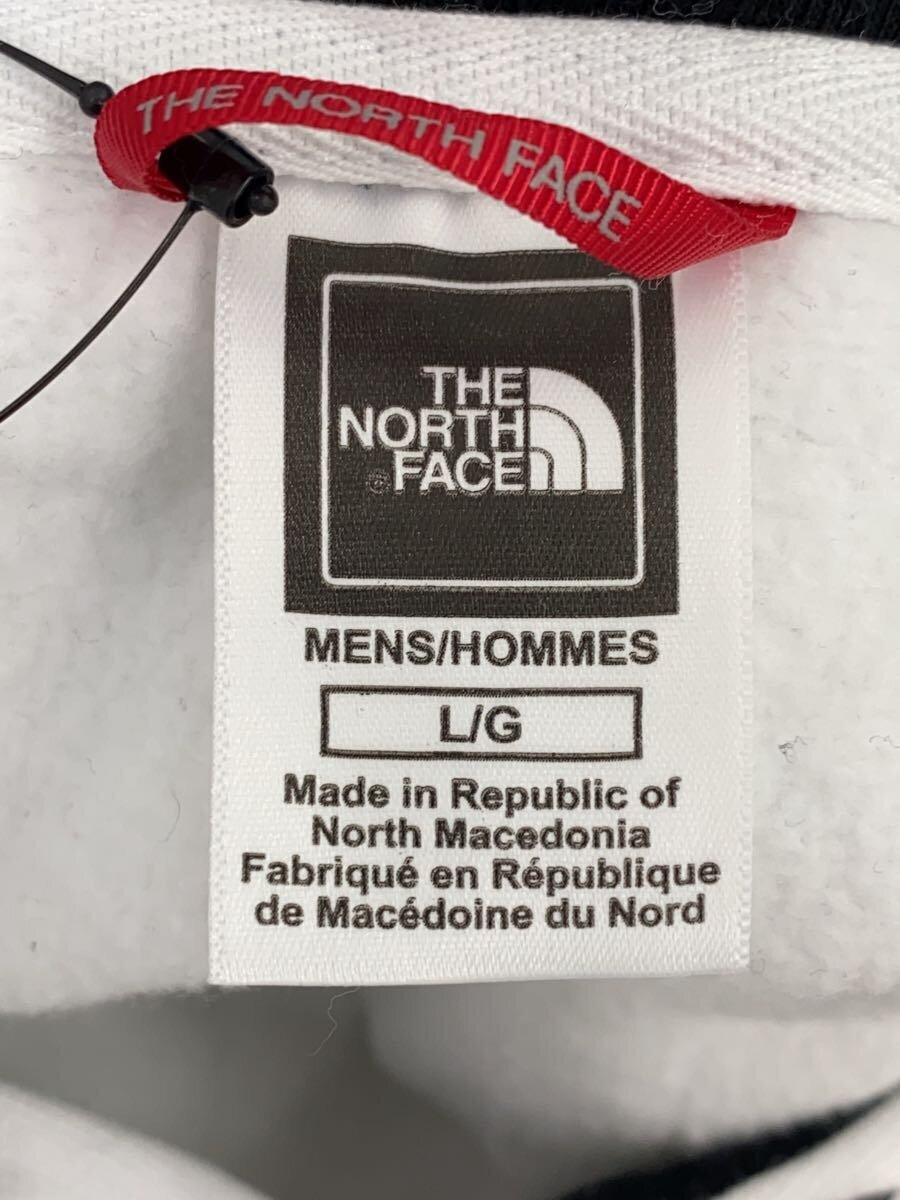 THE NORTH FACE
THE
NORTH
FACE
®
MENS/HOMMES
L/G
Made in Republic of
North Macedonia
Fabriqué en République
de Macédoine du Nord